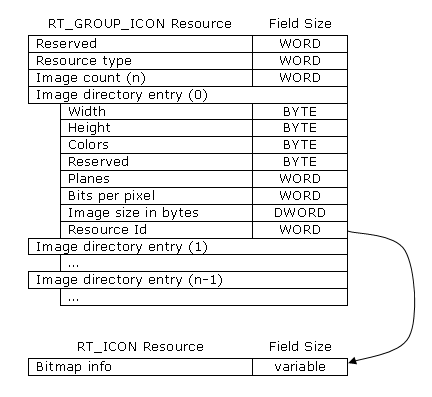 RT_GROUP_ICON Resource Field Size
Reserved WORD
Resource type WORD
Image count (n) WORD
Image directory entry (0)
Width BYTE
Height BYTE
Colors BYTE
Reserved BYTE
Planes WORD
Bits per pixel WORD
Image size in bytes DWORD
Resource Id WORD
Image directory entry (1)
...
Image directory entry (n-1)
...
RT_ICON Resource Field Size
Bitmap info variable